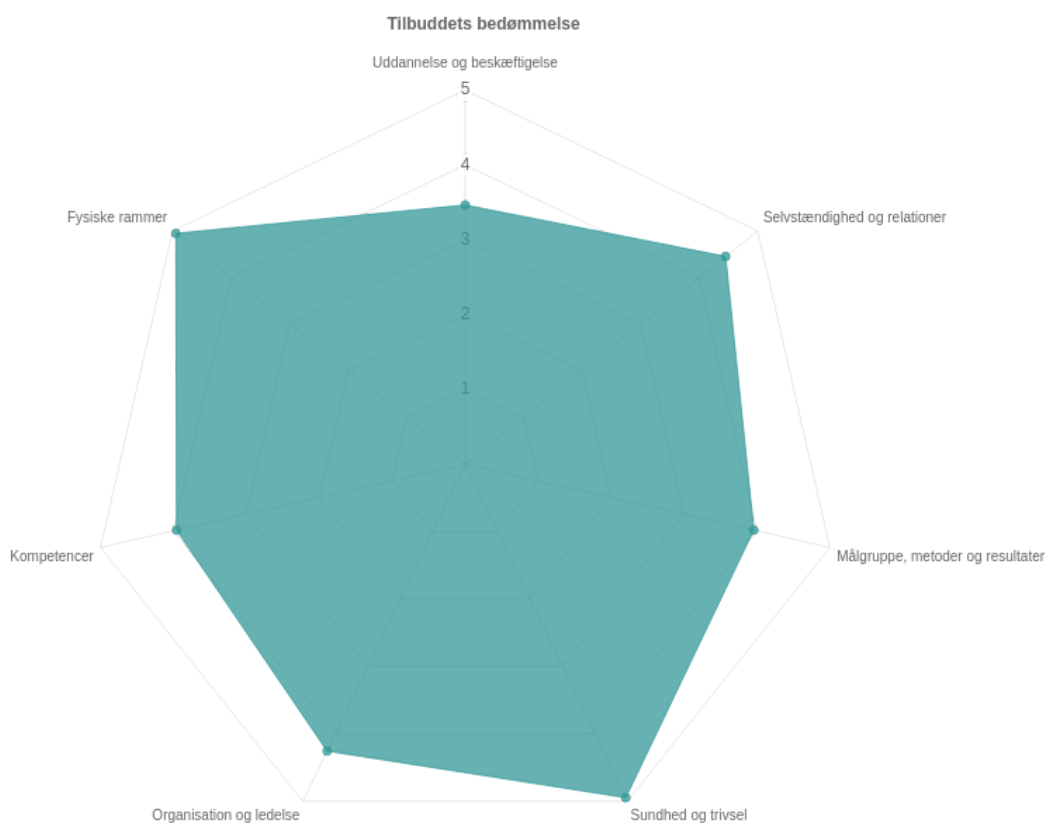 Tilbuddets bedømmelse
Uddannelse og beskæftigelse
5
4
Fysiske rammer
Selvstændighed og relationer
3
2
1
Kompetencer
Målgruppe, metoder og resultater
Organisation og ledelse
Sundhed og trivsel